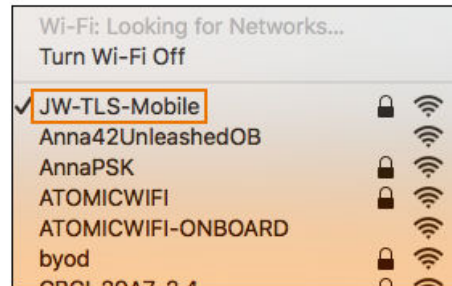 Wi-Fi: Looking for Networks...
Turn Wi-Fi Off
JW-TLS-Mobile
Anna42UnleashedOB
AnnaPSK
ATOMICWIFI
ATOMICWIFI-ONBOARD
byod